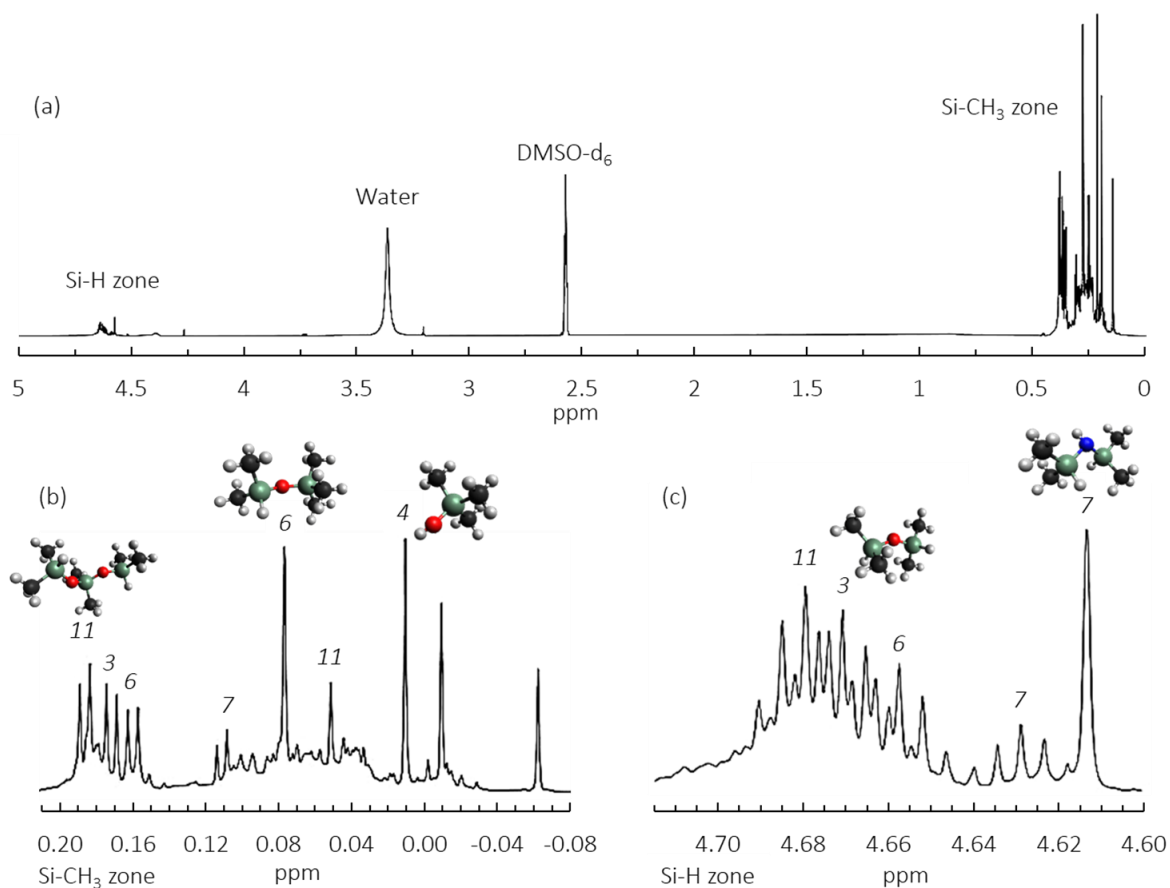 (a)
Si-CH₃ zone
DMSO-d₆
Water
Si-H zone
5 4.5 4 3.5 3 2.5 2 1.5 1 0.5 0
ppm
(b)
11
3
6
7
6
11
4
0.20 0.16 0.12 0.08 0.04 0.00 -0.04 -0.08
Si-CH₃ zone ppm
(c)
11
3
6
7
7
4.70 4.68 4.66 4.64 4.62 4.60
Si-H zone ppm